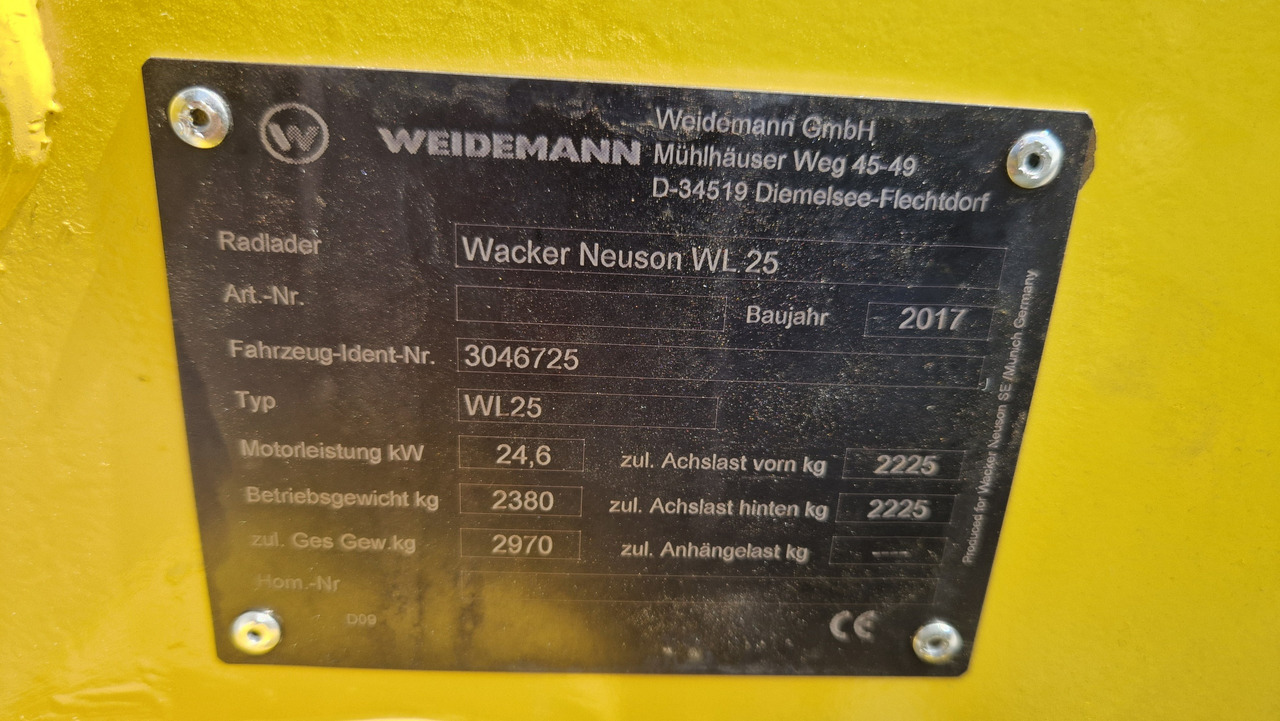 W WEIDEMANN
Weidemann GmbH
Mühlhäuser Weg 45-49
D-34519 Diemelsee-Flechtdorf
Radlader Wacker Neuson WL 25
Art.-Nr. Baujahr 2017
Fahrzeug-Ident-Nr. 3046725
Typ WL25
Motorleistung kW 24,6 zul. Achslast vorn kg 2225
Betriebsgewicht kg 2380 zul. Achslast hinten kg 2225
zul. Ges Gew.kg 2970 zul. Anhängelast kg ----
Hom.-Nr
D09 CE
Produced for Wacker Neuson SE /Munich Germany